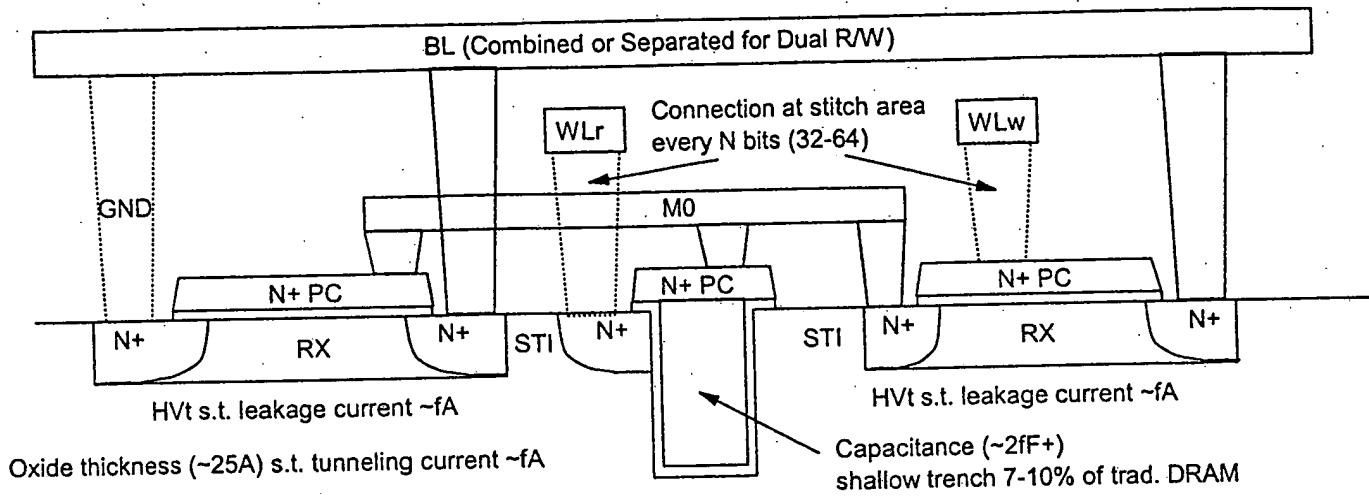 BL (Combined or Separated for Dual R/W)
WLr
Connection at stitch area
every N bits (32-64)
WLw
GND
M0
N+ PC
N+ PC
N+ PC
N+
RX
N+
STI
N+
STI
N+
RX
N+
HVt s.t. leakage current ~fA
HVt s.t. leakage current ~fA
Oxide thickness (~25A) s.t. tunneling current ~fA
Capacitance (~2fF+)
shallow trench 7-10% of trad. DRAM